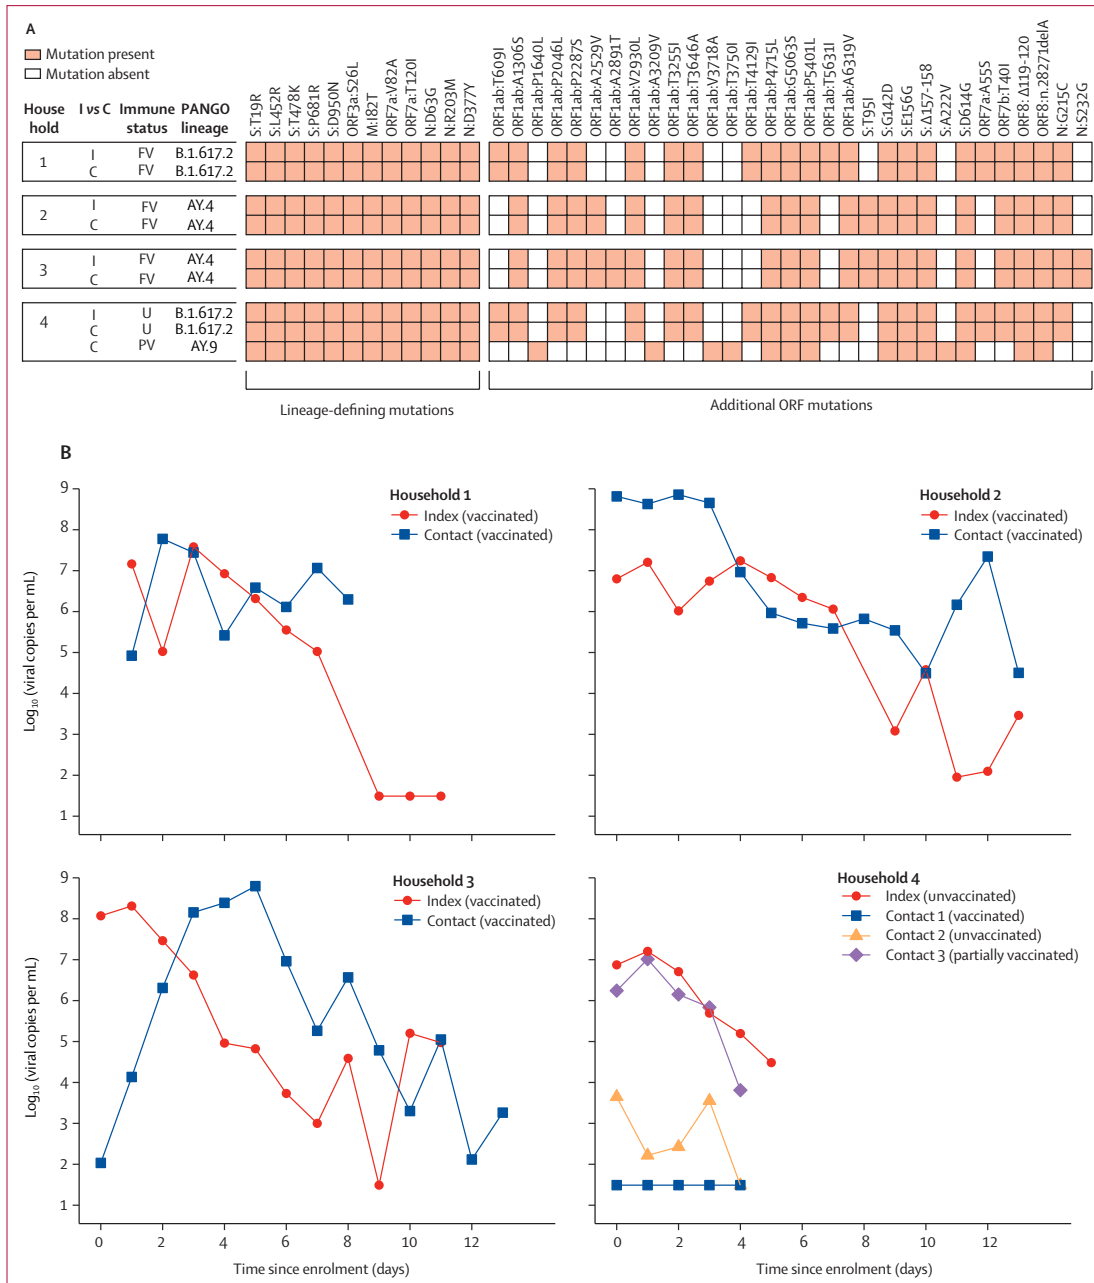 A
Mutation present
Mutation absent
House hold
I vs C
Immune status
PANGO lineage
S:T19R
S:L452R
S:T478K
S:P681R
S:D950N
ORF3a:S26L
M:I82T
ORF7a:V82A
ORF7a:T120I
N:D63G
N:R203M
N:D377Y
ORF1ab:T609I
ORF1ab:A1306S
ORF1ab:P1640L
ORF1ab:P2046L
ORF1ab:P2287S
ORF1ab:A2529V
ORF1ab:A2891T
ORF1ab:V2930L
ORF1ab:A3209V
ORF1ab:T3255I
ORF1ab:T3646A
ORF1ab:V3718A
ORF1ab:T3750I
ORF1ab:T4129I
ORF1ab:P4715L
ORF1ab:G5063S
ORF1ab:P5401L
ORF1ab:T5631I
ORF1ab:A6319V
S:T95I
S:G142D
S:E156G
S:Δ157-158
S:A222V
S:D614G
ORF7a:A55S
ORF7b:T40I
ORF8: Δ119-120
ORF8:n.28271delA
N:G215C
N:S232G
1 I FV B.1.617.2
C FV B.1.617.2
2 I FV AY.4
C FV AY.4
3 I FV AY.4
C FV AY.4
4 I U B.1.617.2
C U B.1.617.2
C PV AY.9
Lineage-defining mutations
Additional ORF mutations
B
Household 1
Index (vaccinated)
Contact (vaccinated)
Log10 (viral copies per mL)
9
8
7
6
5
4
3
2
1
Household 2
Index (vaccinated)
Contact (vaccinated)
Household 3
Index (vaccinated)
Contact (vaccinated)
Log10 (viral copies per mL)
9
8
7
6
5
4
3
2
1
0 2 4 6 8 10 12
Time since enrolment (days)
Household 4
Index (unvaccinated)
Contact 1 (vaccinated)
Contact 2 (unvaccinated)
Contact 3 (partially vaccinated)
0 2 4 6 8 10 12
Time since enrolment (days)